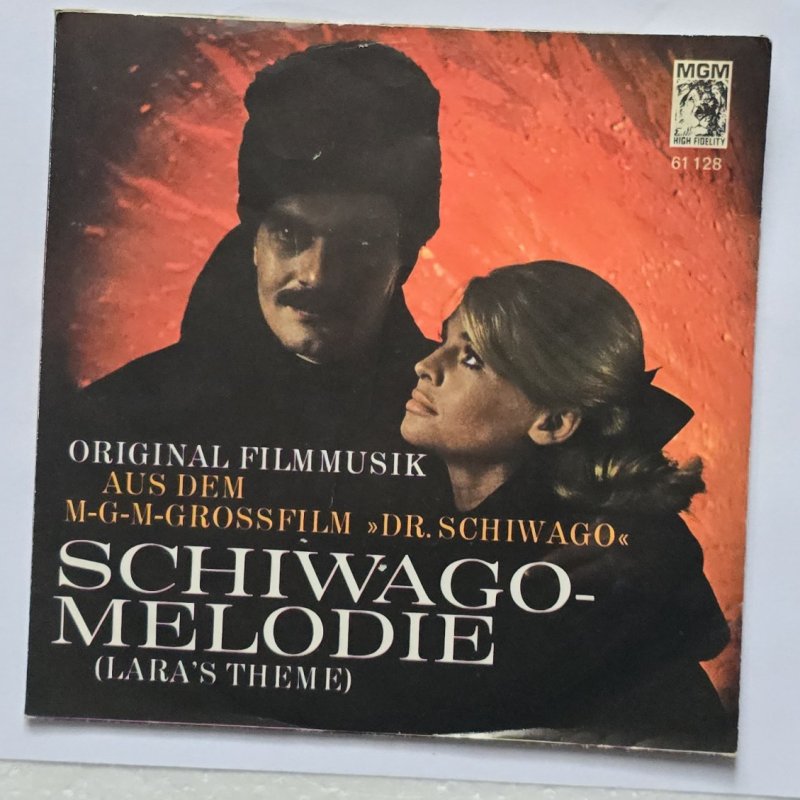 MGM
HIGH FIDELITY
61 128
ORIGINAL FILMMUSIK
AUS DEM
M-G-M-GROSSFILM »DR. SCHIWAGO«
SCHIWAGO-
MELODIE
(LARA'S THEME)